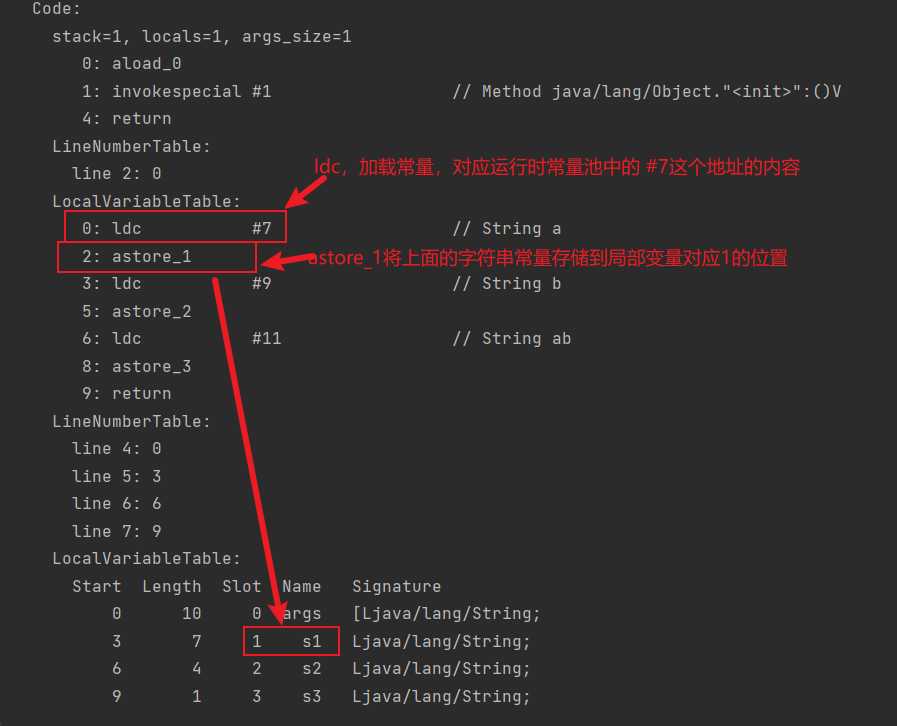 Code:
stack=1, locals=1, args_size=1
0: aload_0
1: invokespecial #1 // Method java/lang/Object."<init>":()V
4: return
LineNumberTable:
line 2: 0
ldc，加载常量，对应运行时常量池中的 #7这个地址的内容
LocalVariableTable:
0: ldc #7 // String a
2: astore_1
astore_1将上面的字符串常量存储到局部变量对应1的位置
3: ldc #9 // String b
5: astore_2
6: ldc #11 // String ab
8: astore_3
9: return
LineNumberTable:
line 4: 0
line 5: 3
line 6: 6
line 7: 9
LocalVariableTable:
Start Length Slot Name Signature
0 10 0 args [Ljava/lang/String;
3 7 1 s1 Ljava/lang/String;
6 4 2 s2 Ljava/lang/String;
9 1 3 s3 Ljava/lang/String;